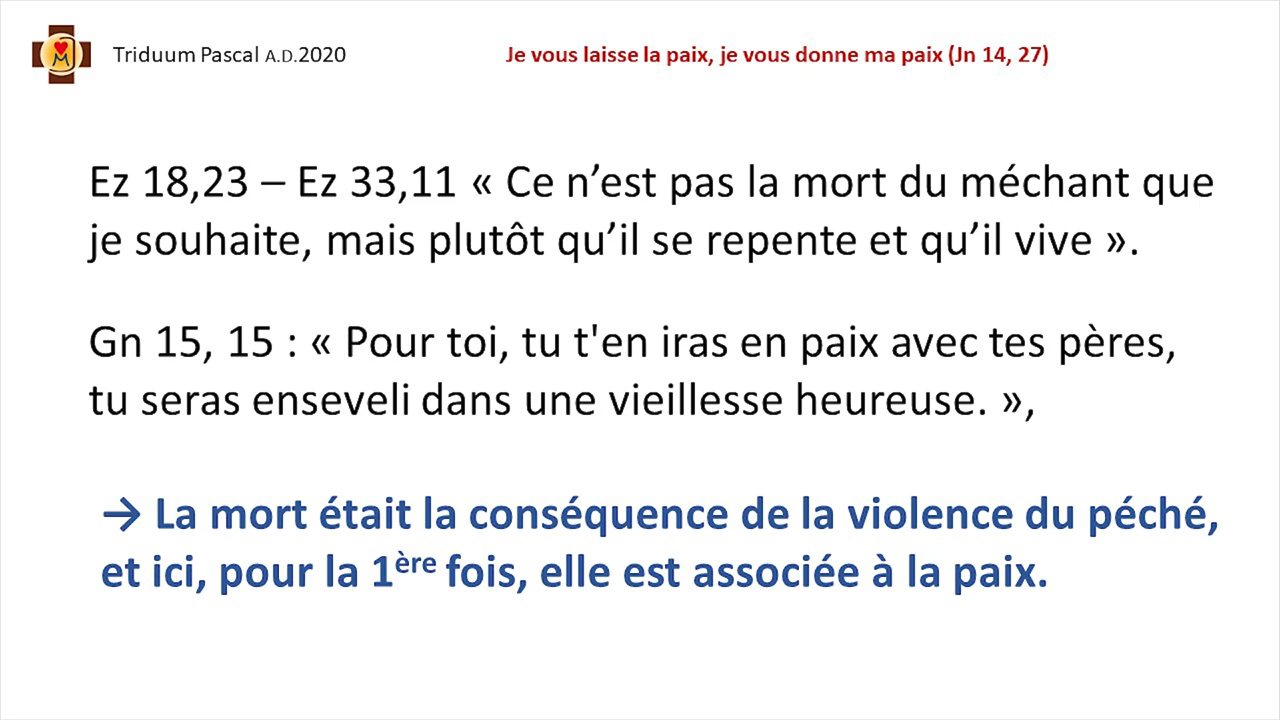 Triduum Pascal A.D.2020
Je vous laisse la paix, je vous donne ma paix (Jn 14, 27)
Ez 18,23 – Ez 33,11 « Ce n’est pas la mort du méchant que
je souhaite, mais plutôt qu’il se repente et qu’il vive ».
Gn 15, 15 : « Pour toi, tu t'en iras en paix avec tes pères,
tu seras enseveli dans une vieillesse heureuse. »,
→ La mort était la conséquence de la violence du péché,
et ici, pour la 1ère fois, elle est associée à la paix.